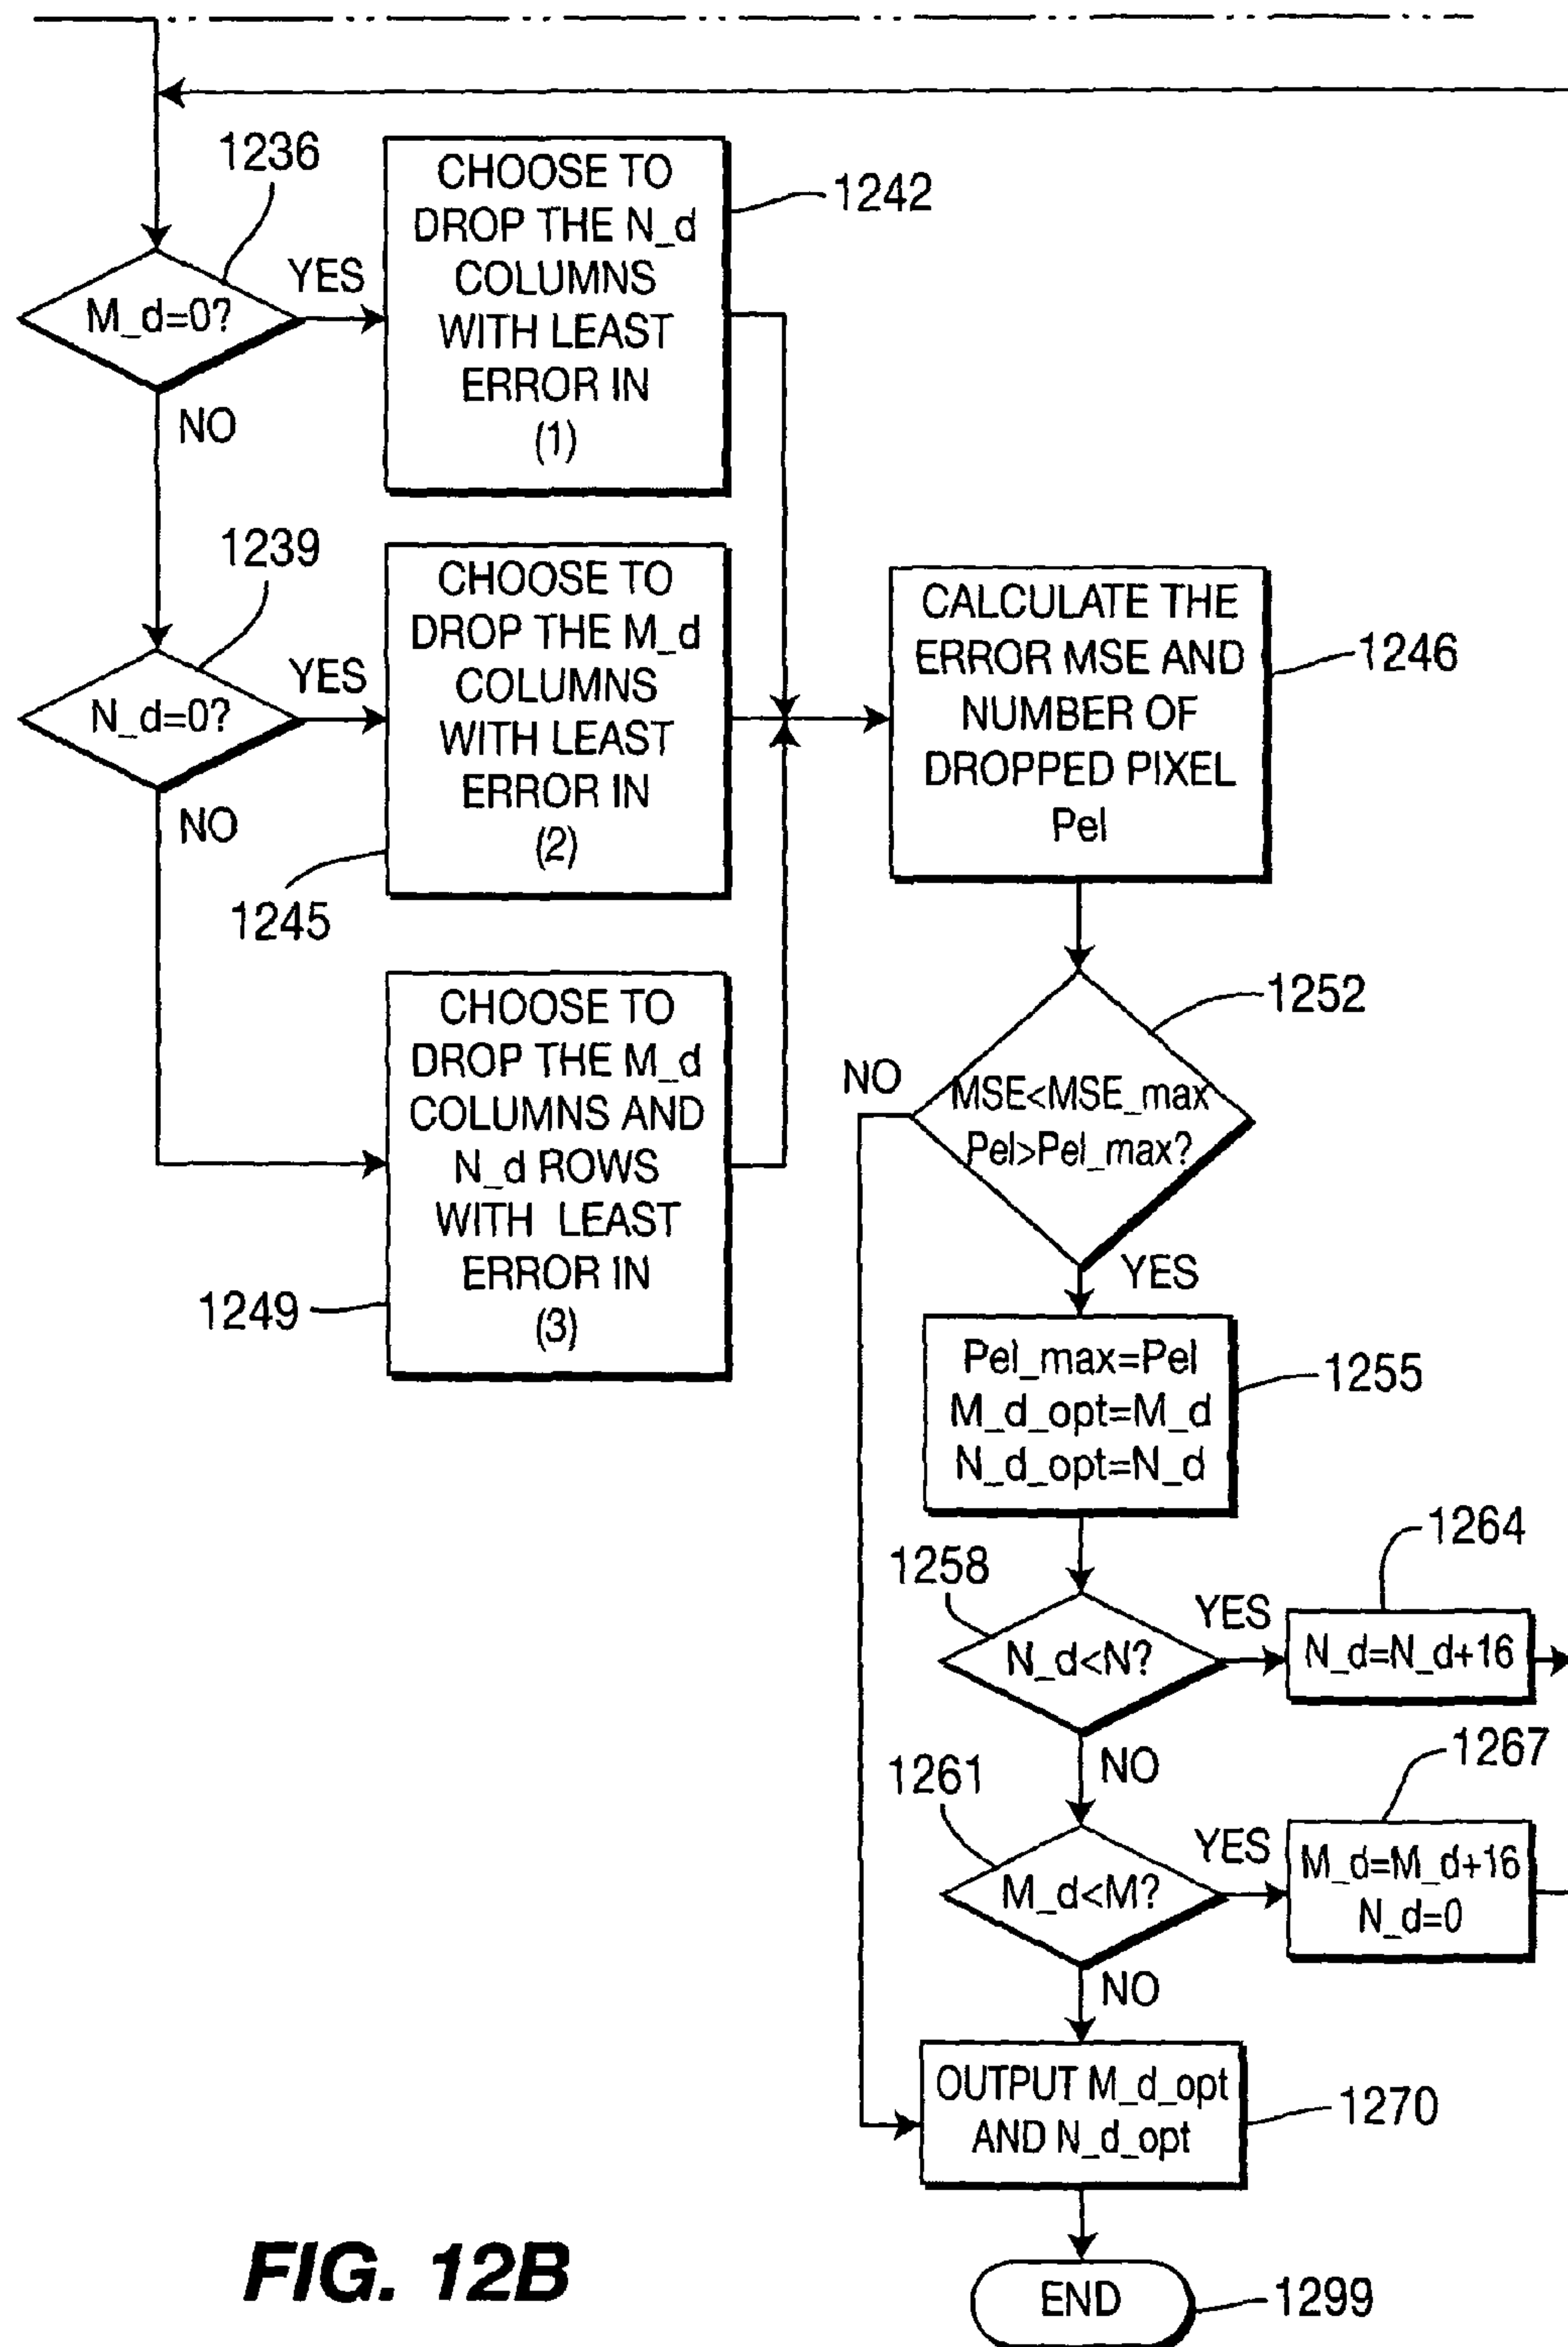 1236
M_d=0?
YES
NO
CHOOSE TO
DROP THE N_d
COLUMNS
WITH LEAST
ERROR IN
(1)
1242
1239
N_d=0?
YES
NO
CHOOSE TO
DROP THE M_d
COLUMNS
WITH LEAST
ERROR IN
(2)
1245
CHOOSE TO
DROP THE M_d
COLUMNS AND
N_d ROWS
WITH LEAST
ERROR IN
(3)
1249
CALCULATE THE
ERROR MSE AND
NUMBER OF
DROPPED PIXEL
Pel
1246
1252
NO
MSE<MSE_max
Pel>Pel_max?
YES
Pel_max=Pel
M_d_opt=M_d
N_d_opt=N_d
1255
1258
N_d<N?
YES
1264
N_d=N_d+16
NO
1261
M_d<M?
YES
1267
M_d=M_d+16
N_d=0
NO
OUTPUT M_d_opt
AND N_d_opt
1270
END
1299
FIG. 12B